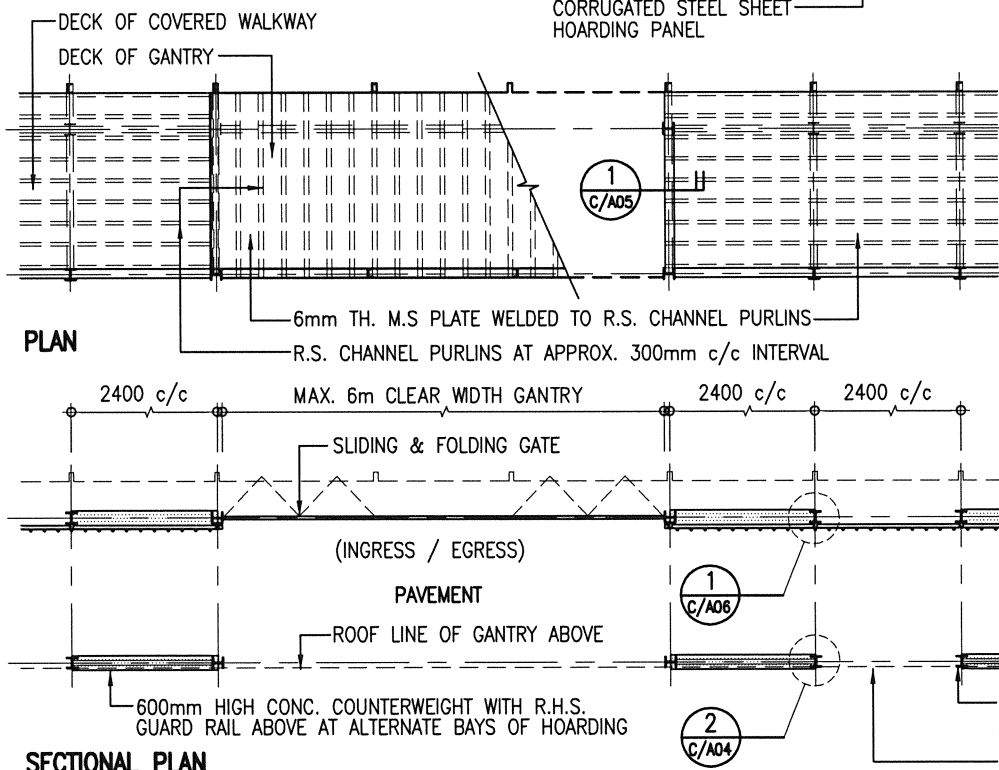 DECK OF COVERED WALKWAY
DECK OF GANTRY
CORRUGATED STEEL SHEET
HOARDING PANEL
1
C/A05
6mm TH. M.S PLATE WELDED TO R.S. CHANNEL PURLINS
PLAN
R.S. CHANNEL PURLINS AT APPROX. 300mm c/c INTERVAL
2400 c/c
MAX. 6m CLEAR WIDTH GANTRY
2400 c/c
2400 c/c
SLIDING & FOLDING GATE
(INGRESS / EGRESS)
PAVEMENT
1
C/A06
ROOF LINE OF GANTRY ABOVE
600mm HIGH CONC. COUNTERWEIGHT WITH R.H.S.
GUARD RAIL ABOVE AT ALTERNATE BAYS OF HOARDING
2
C/A04
SECTIONAL PLAN